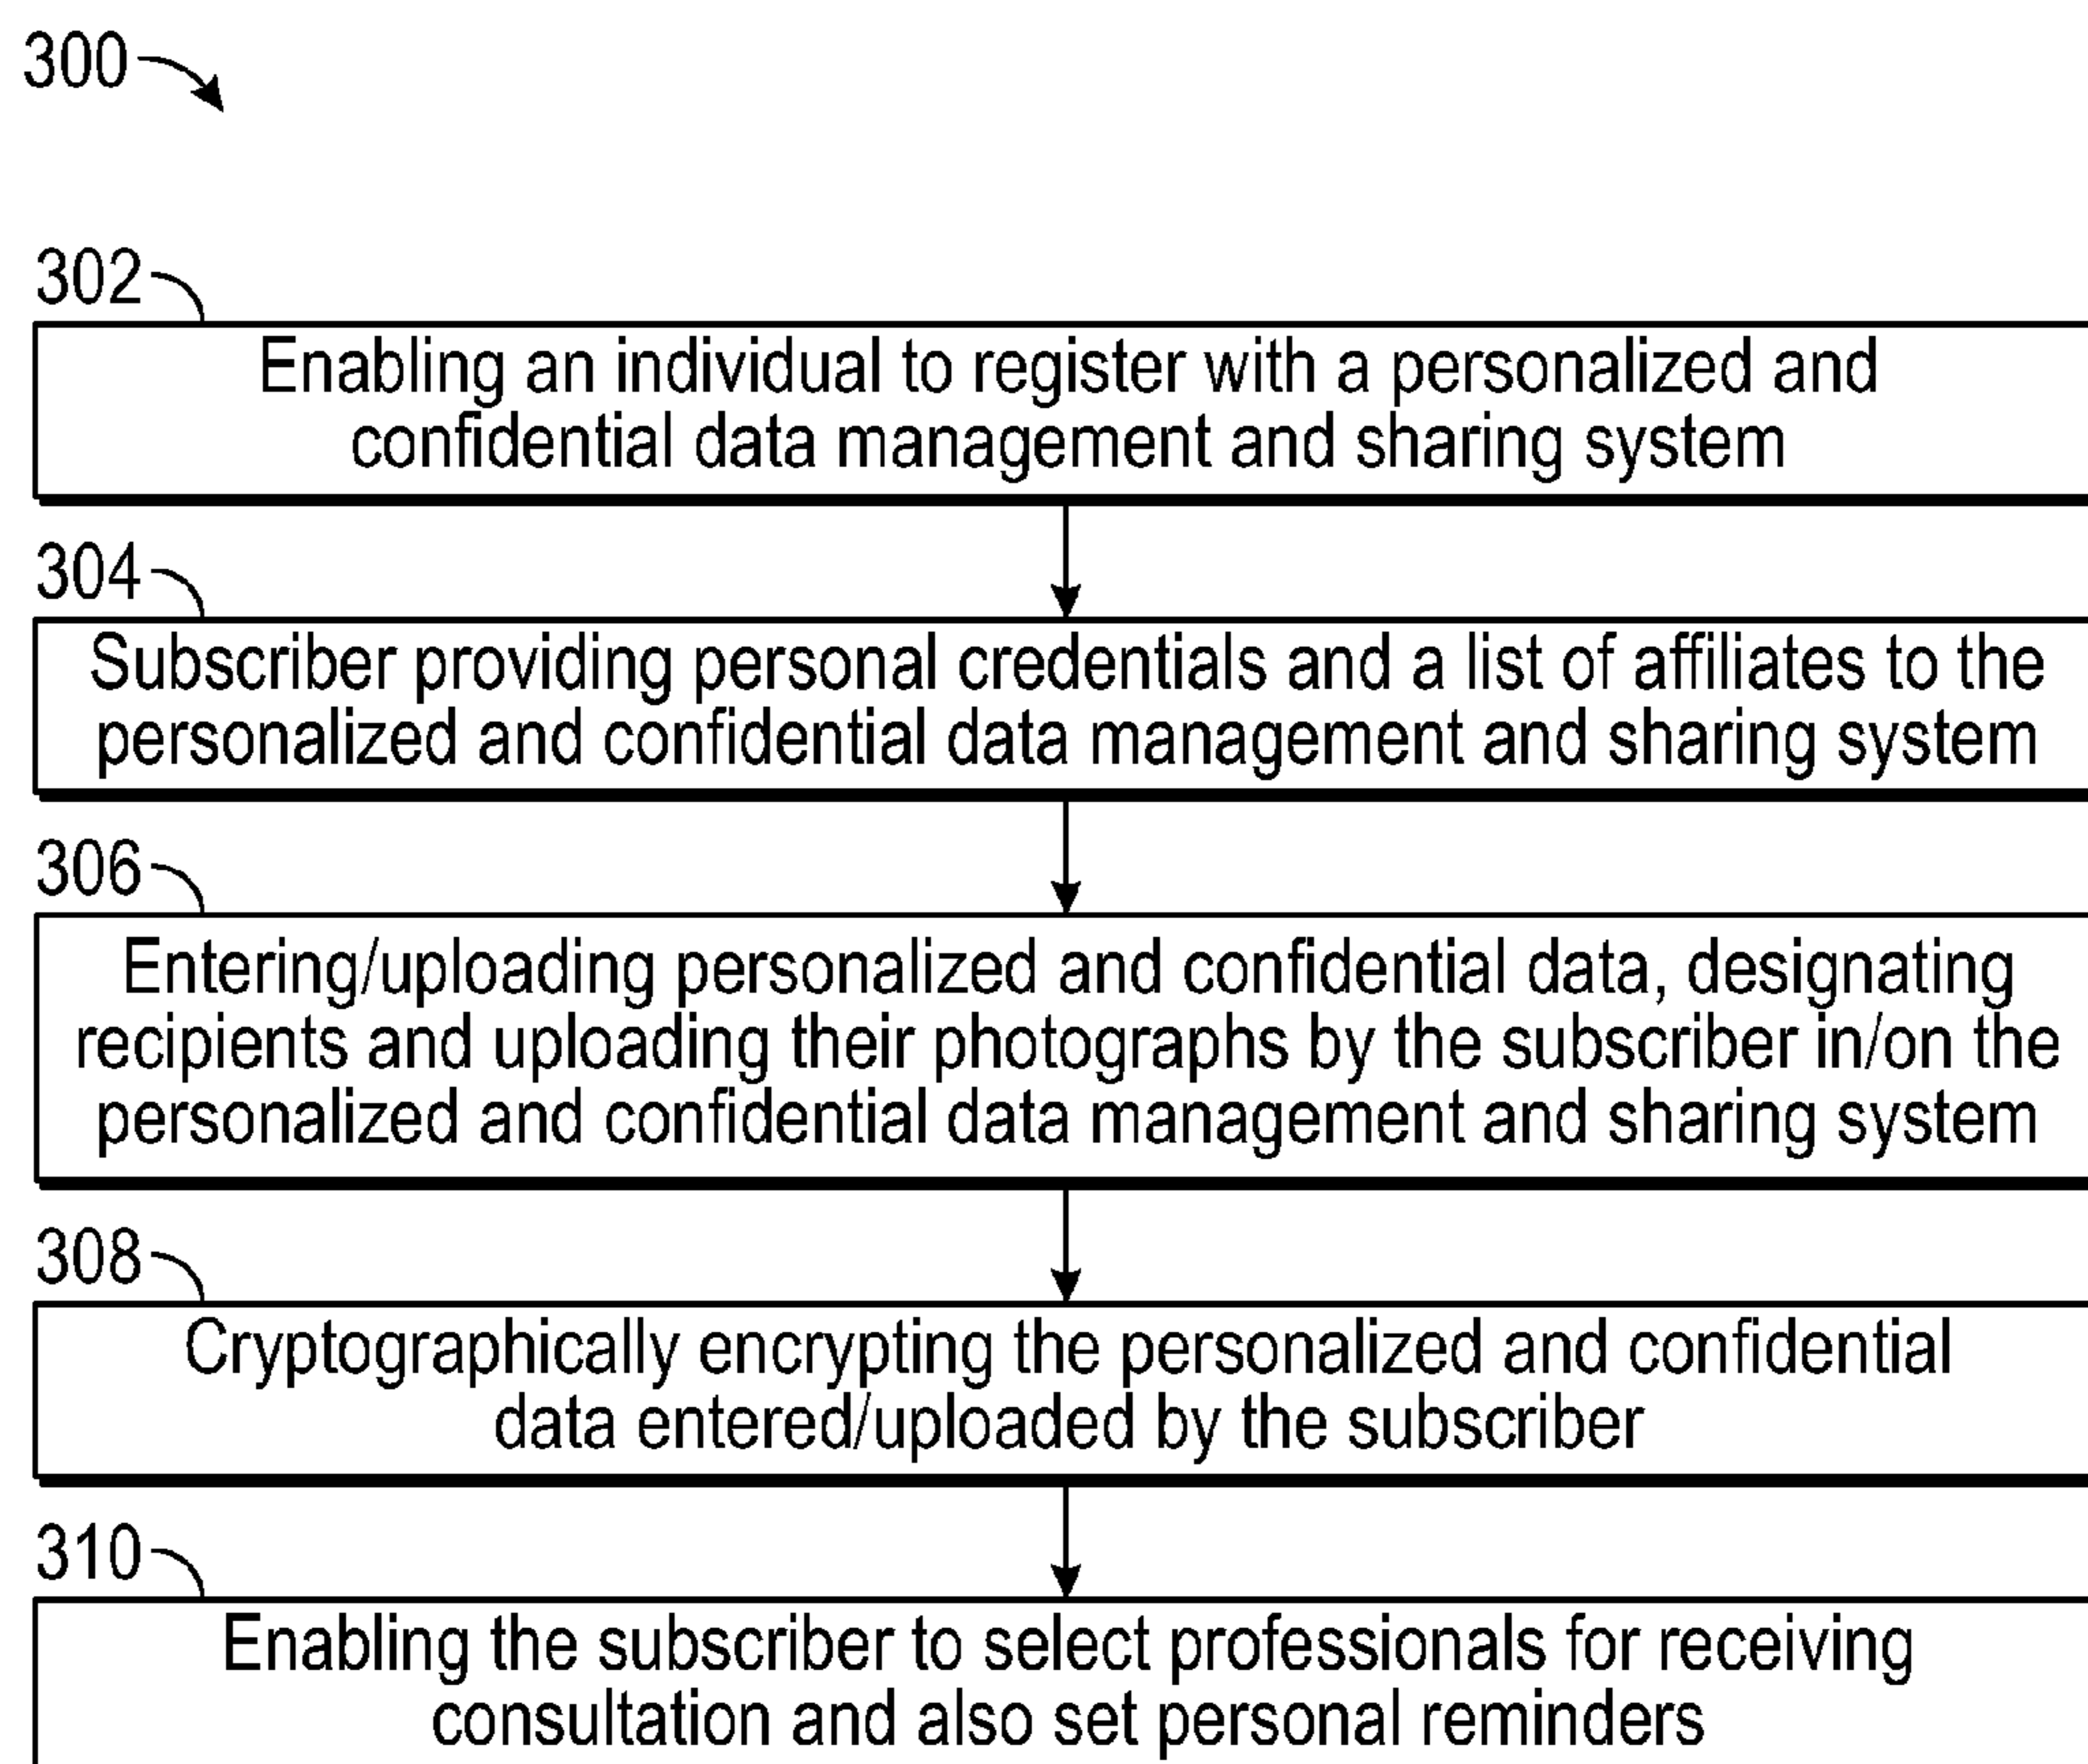 300
302
Enabling an individual to register with a personalized and
confidential data management and sharing system
304
Subscriber providing personal credentials and a list of affiliates to the
personalized and confidential data management and sharing system
306
Entering/uploading personalized and confidential data, designating
recipients and uploading their photographs by the subscriber in/on the
personalized and confidential data management and sharing system
308
Cryptographically encrypting the personalized and confidential
data entered/uploaded by the subscriber
310
Enabling the subscriber to select professionals for receiving
consultation and also set personal reminders